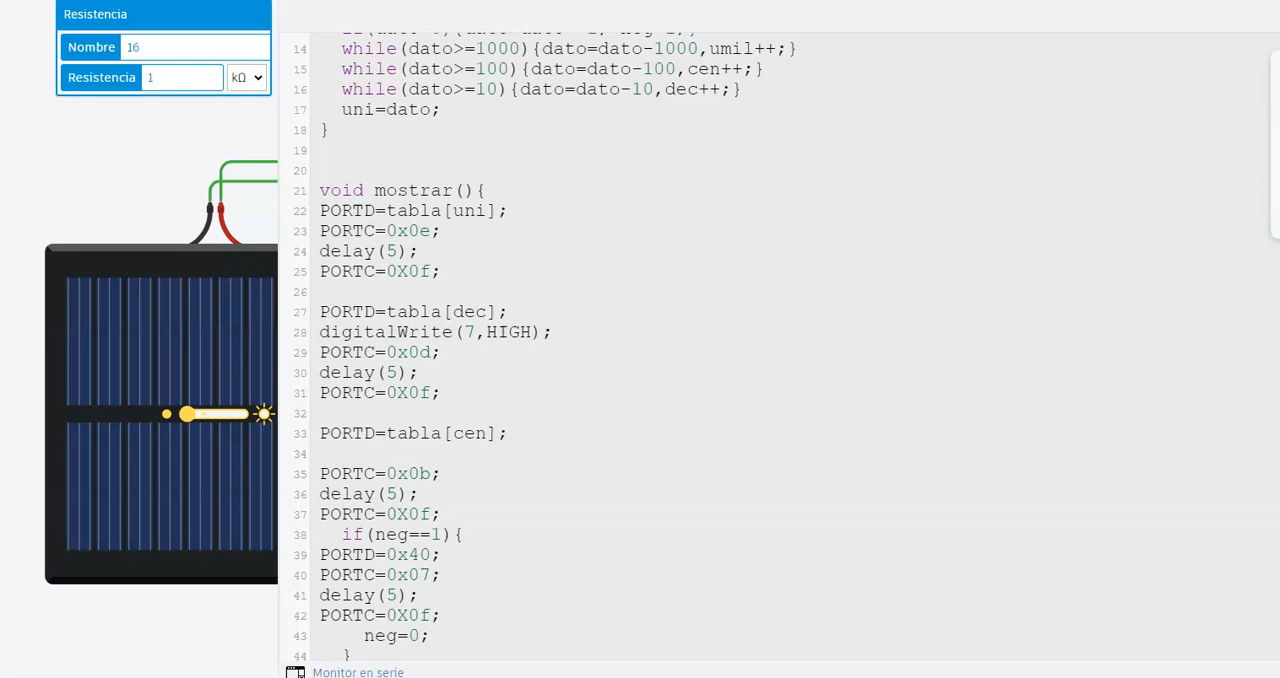 Resistencia
Nombre 16
Resistencia 1 kΩ
14 while(dato>=1000){dato=dato-1000,umil++;}
15 while(dato>=100){dato=dato-100,cen++;}
16 while(dato>=10){dato=dato-10,dec++;}
17 uni=dato;
18 }
19
20
21 void mostrar(){
22 PORTD=tabla[uni];
23 PORTC=0x0e;
24 delay(5);
25 PORTC=0X0f;
26
27 PORTD=tabla[dec];
28 digitalWrite(7,HIGH);
29 PORTC=0x0d;
30 delay(5);
31 PORTC=0X0f;
32
33 PORTD=tabla[cen];
34
35 PORTC=0x0b;
36 delay(5);
37 PORTC=0X0f;
38 if(neg==1){
39 PORTD=0x40;
40 PORTC=0x07;
41 delay(5);
42 PORTC=0X0f;
43 neg=0;
44 }
Monitor en serie